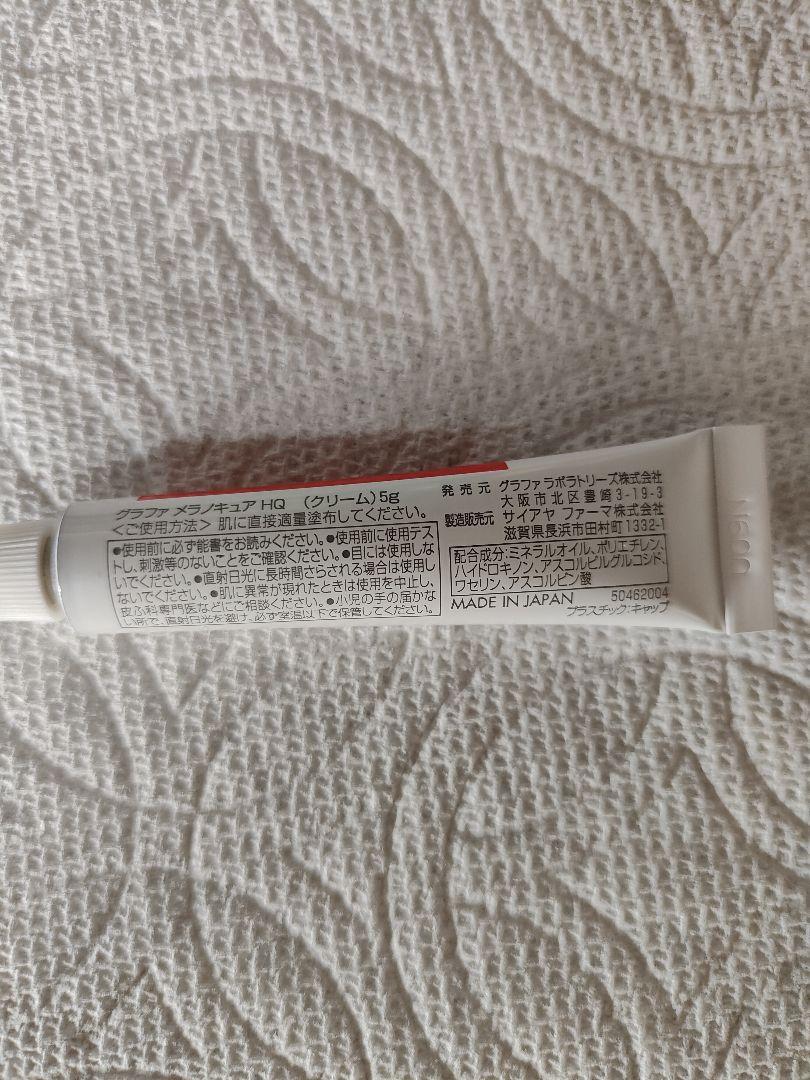 グラファ メラノキュア HQ (クリーム) 5g
<ご使用方法> 肌に直接適量塗布してください。
●使用前に必ず能書をお読みください。●使用前に使用テス
トし、刺激等のないことをご確認ください。●目には使用しな
いでください。●直射日光に長時間さらされる場合は使用し
ないでください。●肌に異常が現れたときは使用を中止し、
皮ふ科専門医などにご相談ください。●小児の手の届かな
い所で、直射日光を避け、必ず室温以下で保管してください。
発売元 グラファ ラボラトリーズ株式会社
大阪市北区豊崎3-19-3
製造販売元 サイアヤ ファーマ株式会社
滋賀県長浜市田村町1332-1
配合成分:ミネラルオイル、ポリエチレン、
ハイドロキノン、アスコルビルグルコシド、
ワセリン、アスコルビン酸
MADE IN JAPAN 50462004
プラスチック:キャップ